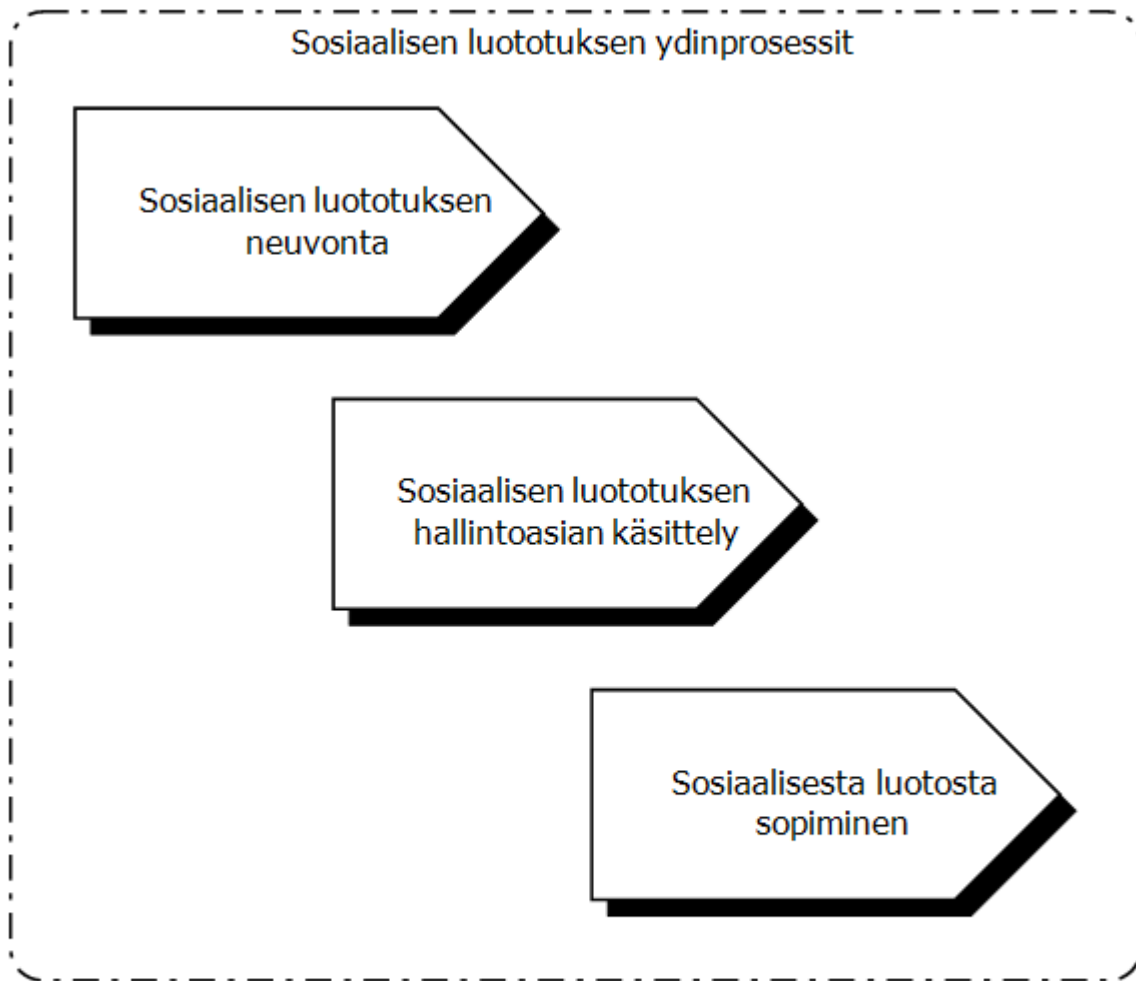 Sosiaalisen luototuksen ydinprosessit
Sosiaalisen luototuksen
neuvonta
Sosiaalisen luototuksen
hallintoasian käsittely
Sosiaalisesta luotosta
sopiminen